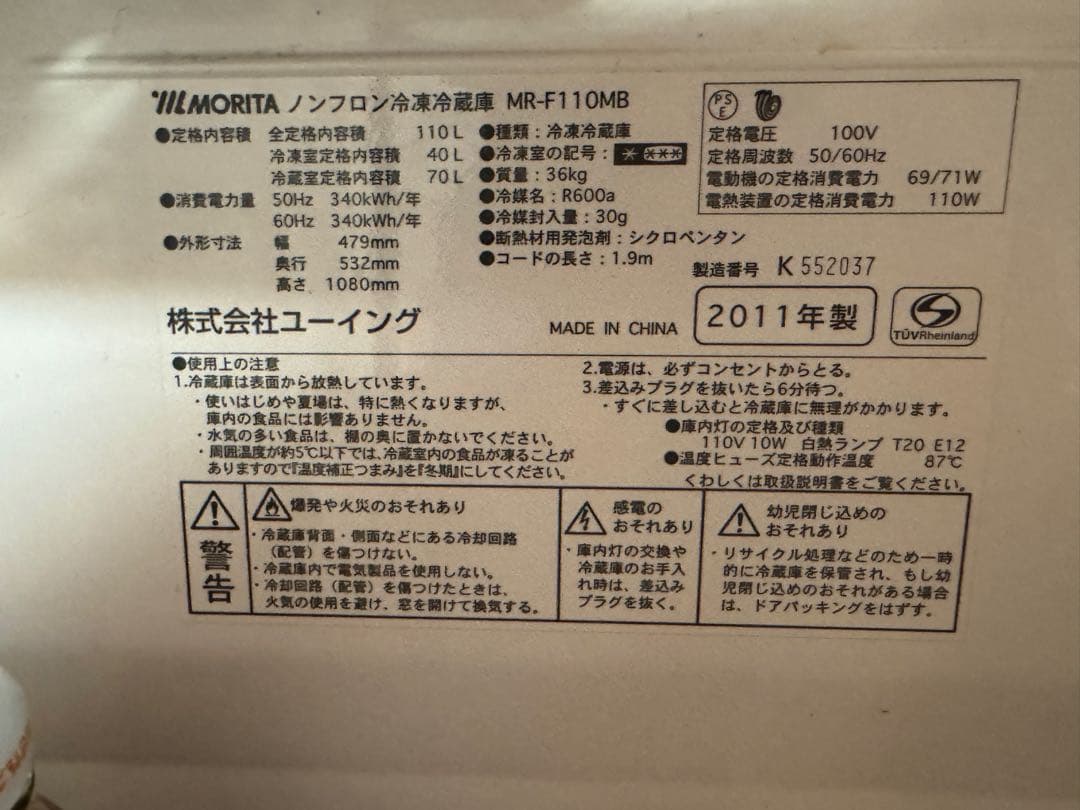 MORITA ノンフロン冷凍冷蔵庫 MR-F110MB
●定格内容積 全定格内容積 110L
冷凍室定格内容積 40L
冷蔵室定格内容積 70L
●消費電力量 50Hz 340kWh/年
60Hz 340kWh/年
●外形寸法 幅 479mm
奥行 532mm
高さ 1080mm
●種類：冷凍冷蔵庫
●冷凍室の記号：
●質量：36kg
●冷媒名：R600a
●冷媒封入量：30g
●断熱材用発泡剤：シクロペンタン
●コードの長さ：1.9m
PSE
定格電圧 100V
定格周波数 50/60Hz
電動機の定格消費電力 69/71W
電熱装置の定格消費電力 110W
製造番号 K 552037
株式会社ユーイング
MADE IN CHINA
2011年製
TÜVRheinland
●使用上の注意
1.冷蔵庫は表面から放熱しています。
・使いはじめや夏場は、特に熱くなりますが、
庫内の食品には影響ありません。
・水気の多い食品は、棚の奥に置かないでください。
・周囲温度が約5℃以下では、冷蔵室内の食品が凍ることが
ありますので『温度補正つまみ』を『冬期』にしてください。
2.電源は、必ずコンセントからとる。
3.差込みプラグを抜いたら6分待つ。
・すぐに差し込むと冷蔵庫に無理がかかります。
●庫内灯の定格及び種類
110V 10W 白熱ランプ T20 E12
●温度ヒューズ定格動作温度 87℃
くわしくは取扱説明書をご覧ください。
警告
爆発や火災のおそれあり
・冷蔵庫背面・側面などにある冷却回路
（配管）を傷つけない。
・冷蔵庫内で電気製品を使用しない。
・冷却回路（配管）を傷つけたときは、
火気の使用を避け、窓を開けて換気する。
感電の
おそれあり
・庫内灯の交換や
冷蔵庫のお手入
れ時は、差込み
プラグを抜く。
幼児閉じ込めの
おそれあり
・リサイクル処理などのため一時
的に冷蔵庫を保管され、もし幼
児閉じ込めのおそれがある場合
は、ドアパッキングをはずす。